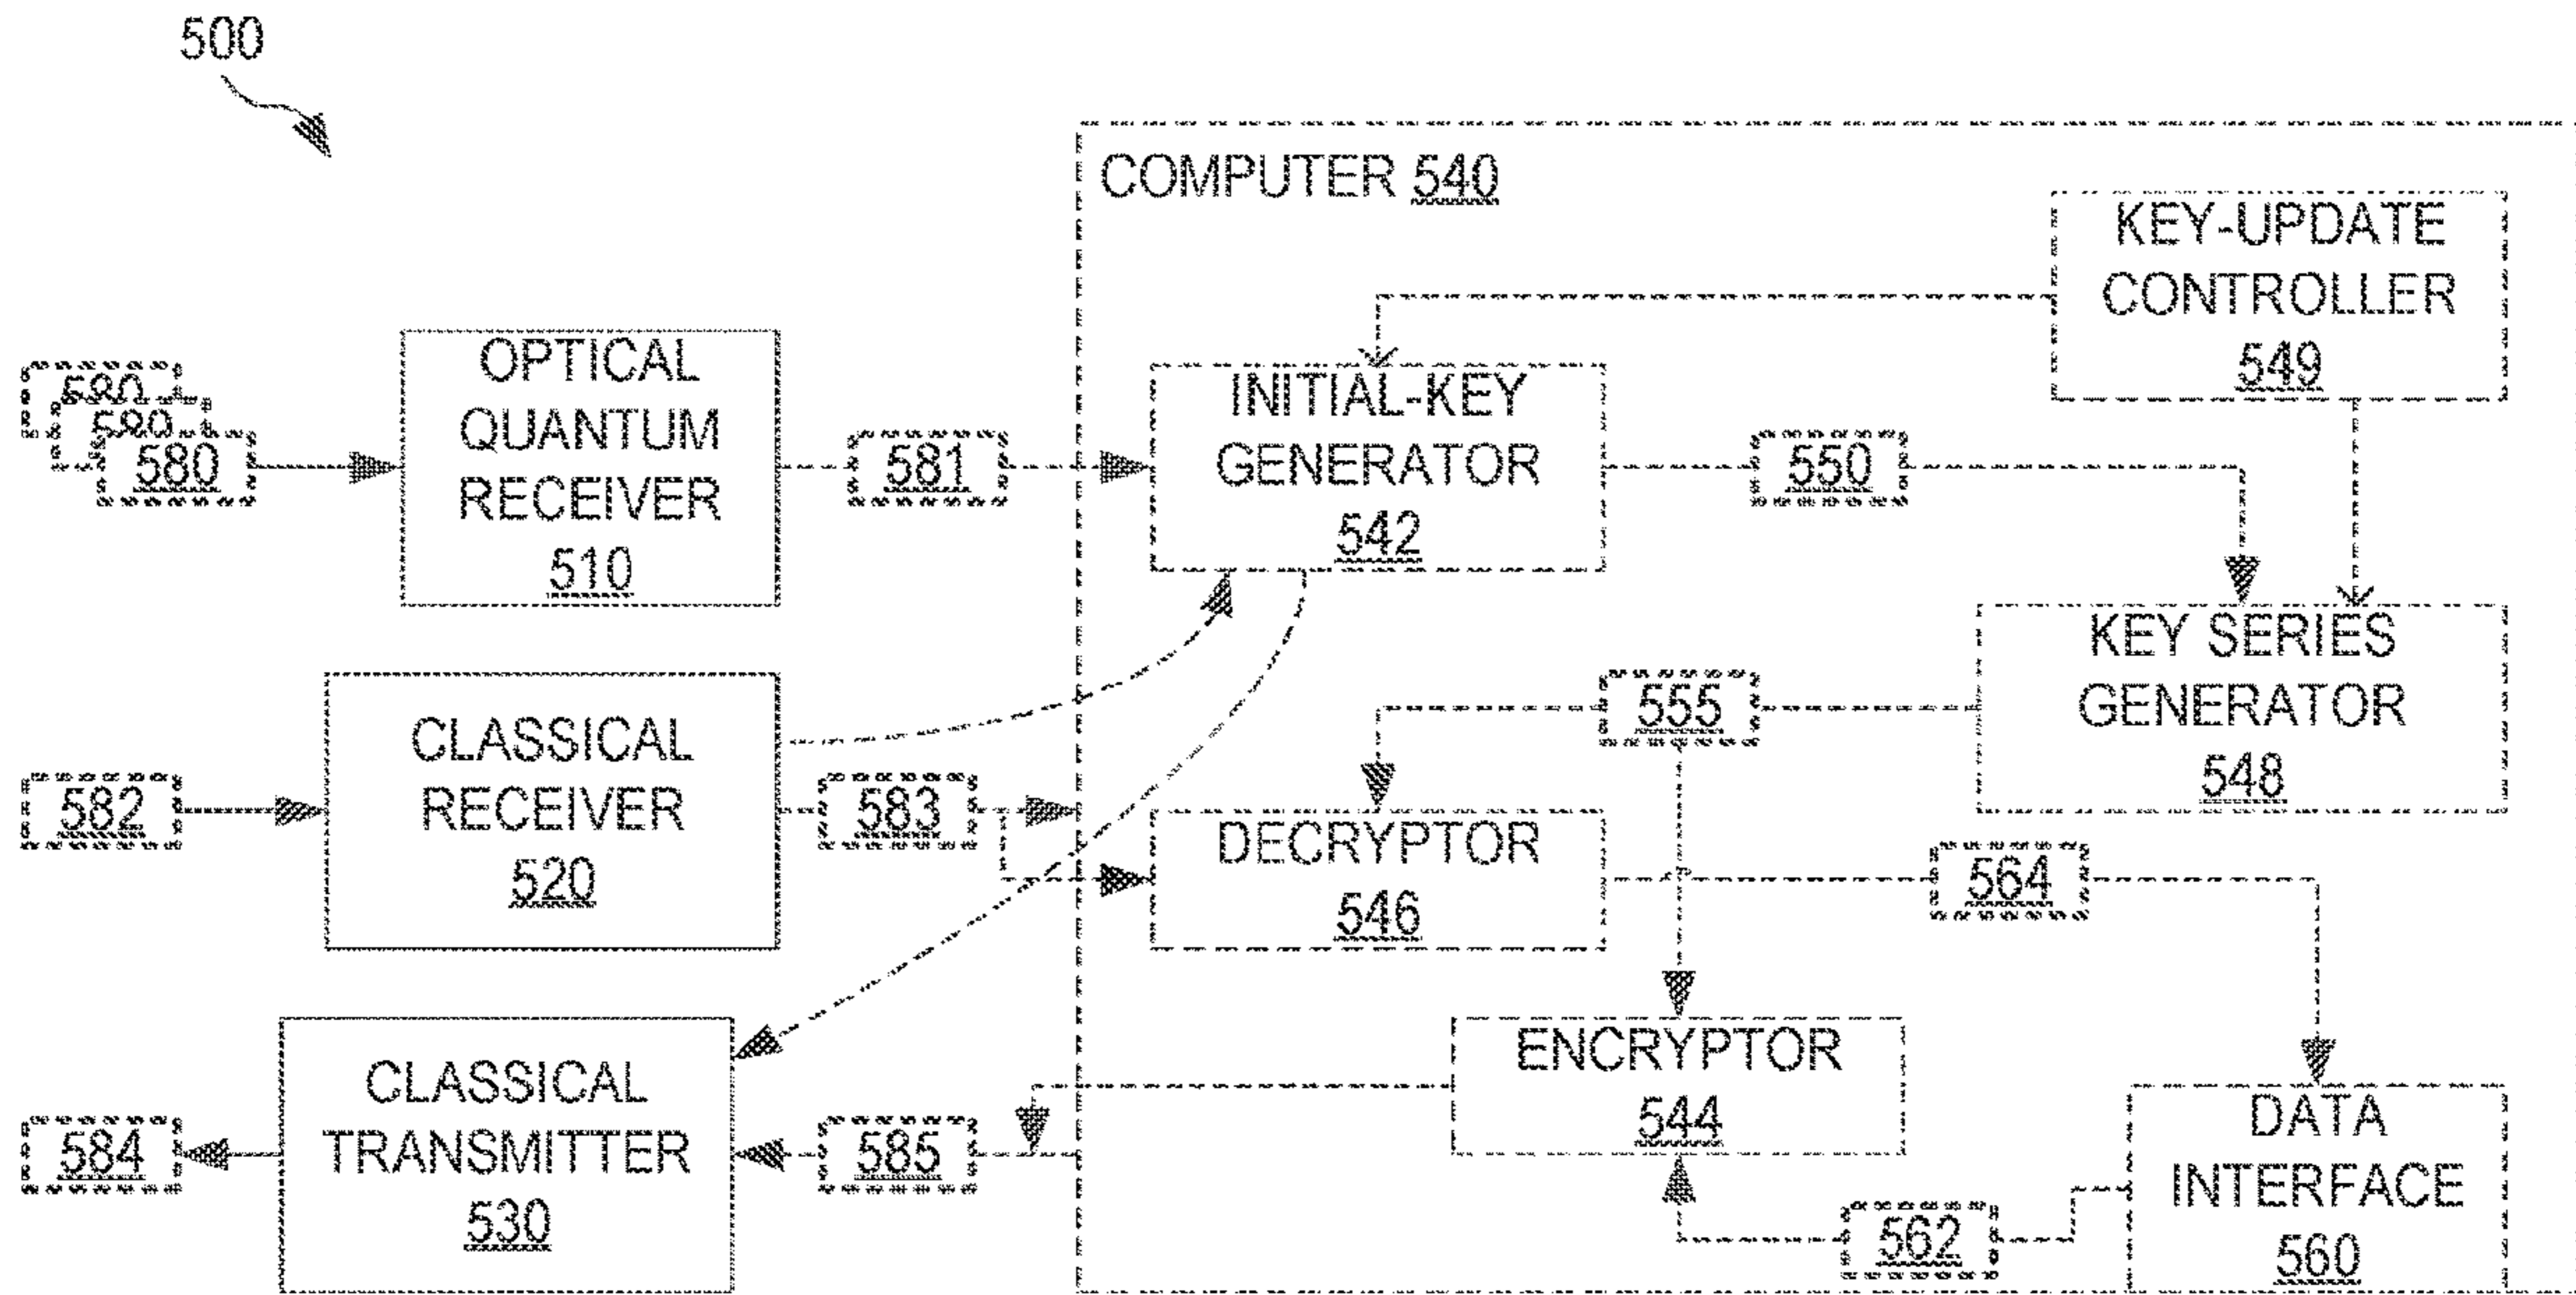 500
COMPUTER 540
KEY-UPDATE
CONTROLLER
549
OPTICAL
QUANTUM
RECEIVER
510
580
580
580
581
INITIAL-KEY
GENERATOR
542
550
KEY SERIES
GENERATOR
548
555
CLASSICAL
RECEIVER
520
582
583
DECRYPTOR
546
564
ENCRYPTOR
544
CLASSICAL
TRANSMITTER
530
584
585
562
DATA
INTERFACE
560